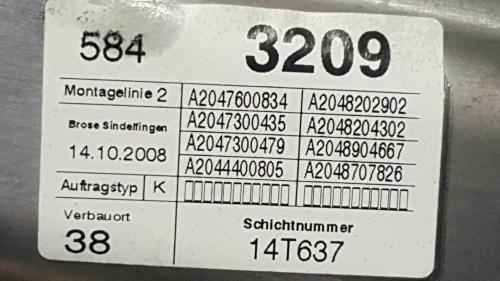 584 3209
Montagelinie 2 A2047600834 A2048202902
Brose Sindelfingen A2047300435 A2048204302
14.10.2008 A2047300479 A2048904667
A2044400805 A2048707826
Auftragstyp K
Verbauort Schichtnummer
38 14T637